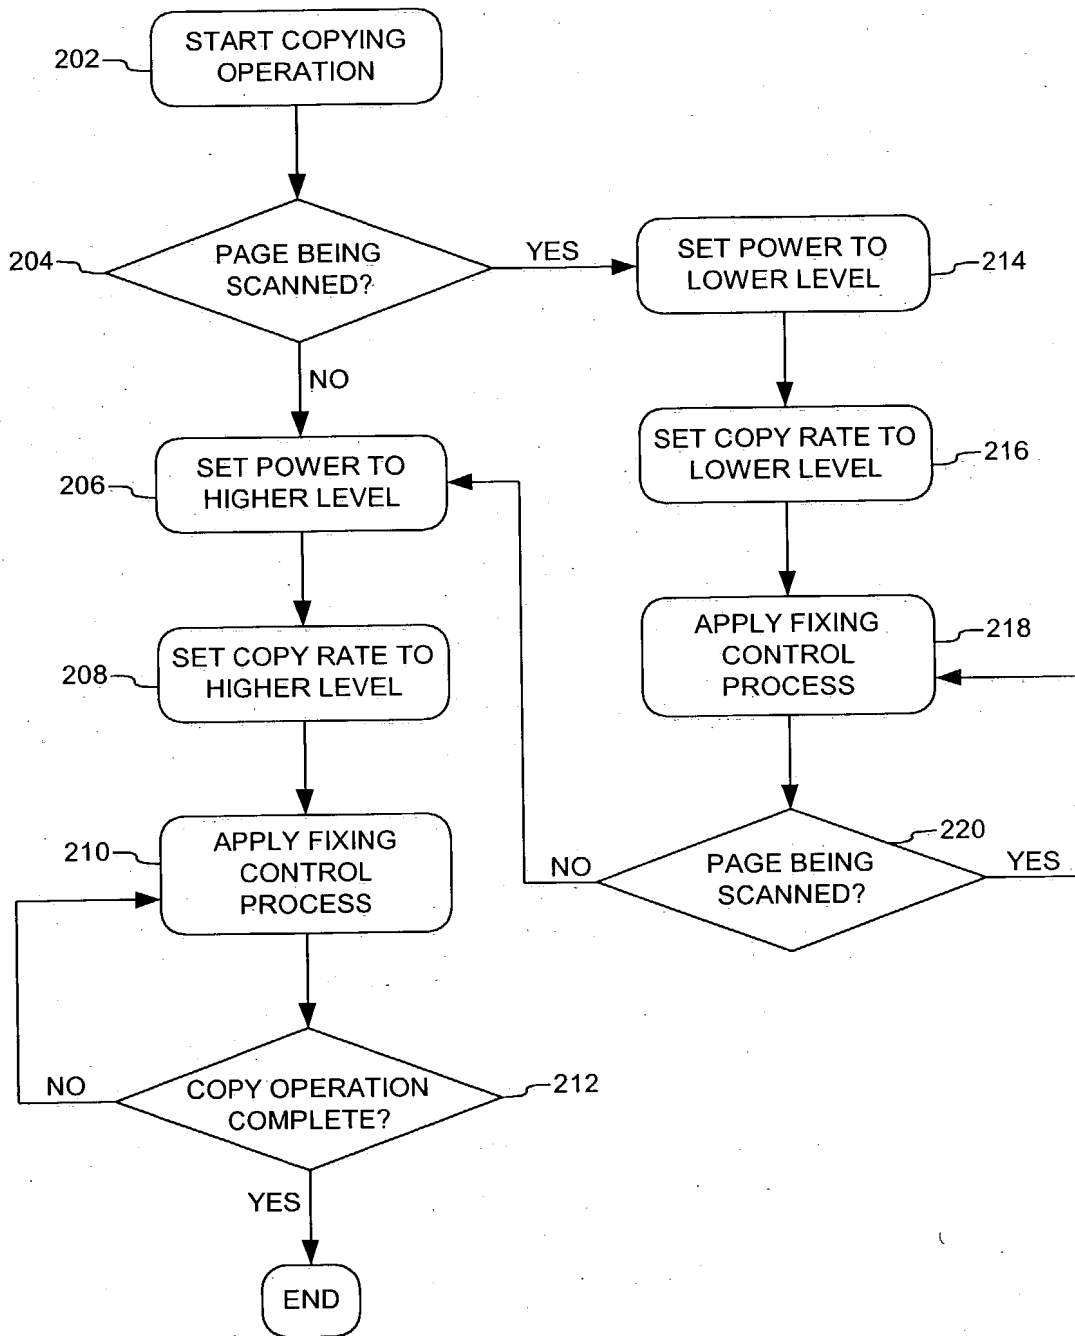 START COPYING
OPERATION
202
204
PAGE BEING
SCANNED?
YES
SET POWER TO
LOWER LEVEL
214
NO
SET COPY RATE TO
LOWER LEVEL
216
206
SET POWER TO
HIGHER LEVEL
APPLY FIXING
CONTROL
PROCESS
218
208
SET COPY RATE TO
HIGHER LEVEL
220
PAGE BEING
SCANNED?
NO
YES
210
APPLY FIXING
CONTROL
PROCESS
NO
COPY OPERATION
COMPLETE?
212
YES
END